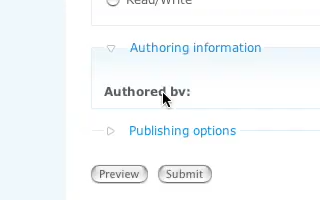 Read/Write
Authoring information
Authored by:
Publishing options
Preview Submit